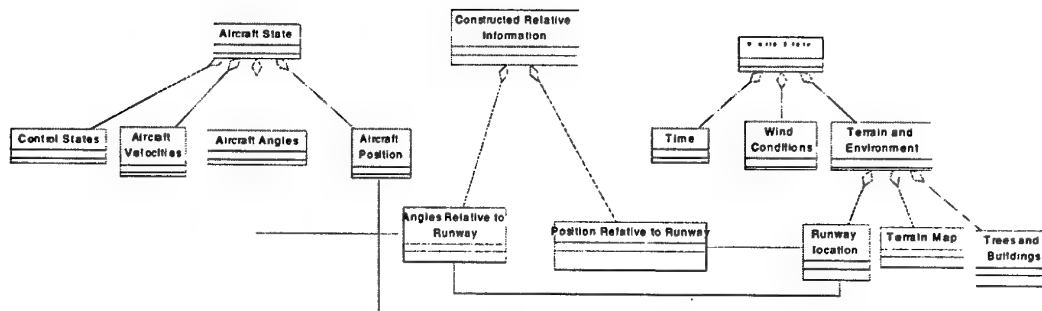 Aircraft State
Constructed Relative
Information
Control States
Aircraft
Velocities
Aircraft Angles
Aircraft
Position
Time
Wind
Conditions
Terrain and
Environment
Angles Relative to
Runway
Position Relative to Runway
Runway
location
Terrain Map
Trees and
Buildings